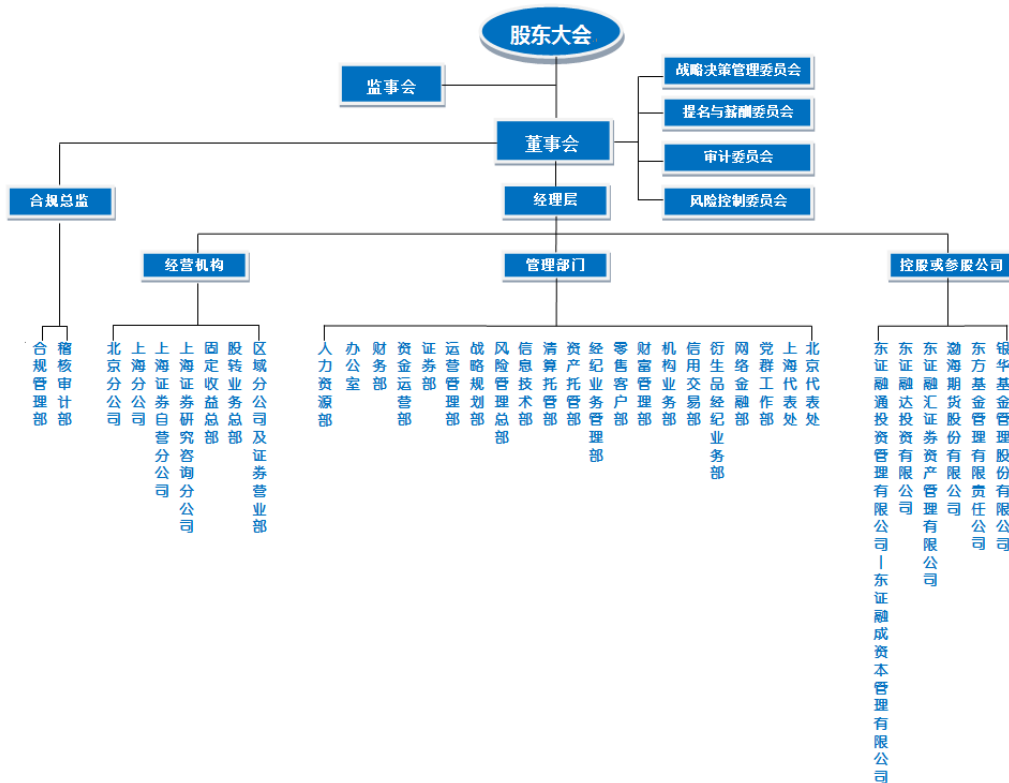 股东大会
监事会
战略决策管理委员会
提名与薪酬委员会
董事会
审计委员会
合规总监
经理层
风险控制委员会
经营机构
管理部门
控股或参股公司
合规管理部
稽核审计部
北京分公司
上海分公司
上海证券自营分公司
上海证券研究咨询分公司
固定收益总部
股转业务总部
区域分公司及证券营业部
人力资源部
办公室
财务部
资金运营部
证券部
运营管理部
战略规划部
风险管理总部
信息技术部
清算托管部
资产托管部
经纪业务管理部
零售客户部
财富管理部
机构业务部
信用交易部
衍生品经纪业务部
网络金融部
党群工作部
上海代表处
北京代表处
东证融通投资管理有限公司—东证融成资本管理有限公司
东证融达投资有限公司
东证融汇证券资产管理有限公司
渤海期货股份有限公司
东方基金管理有限责任公司
银华基金管理股份有限公司